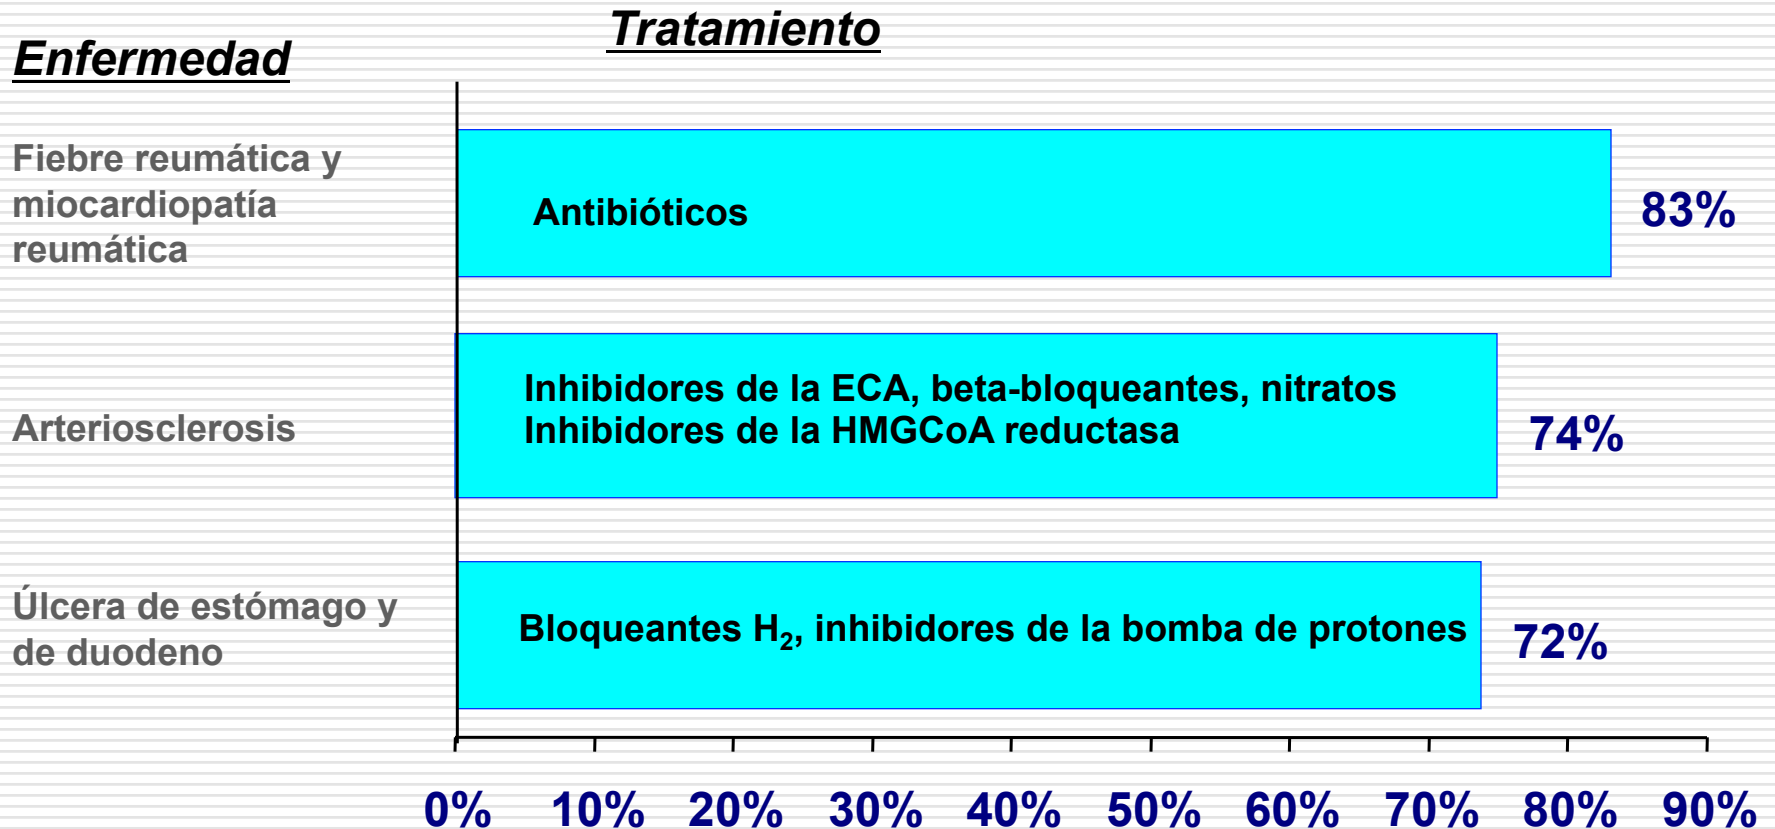 Tratamiento
Enfermedad
Fiebre reumática y
miocardiopatía
reumática
Antibióticos
83%
Arteriosclerosis
Inhibidores de la ECA, beta-bloqueantes, nitratos
Inhibidores de la HMGCoA reductasa
74%
Úlcera de estómago y
de duodeno
Bloqueantes H₂, inhibidores de la bomba de protones
72%
0% 10% 20% 30% 40% 50% 60% 70% 80% 90%